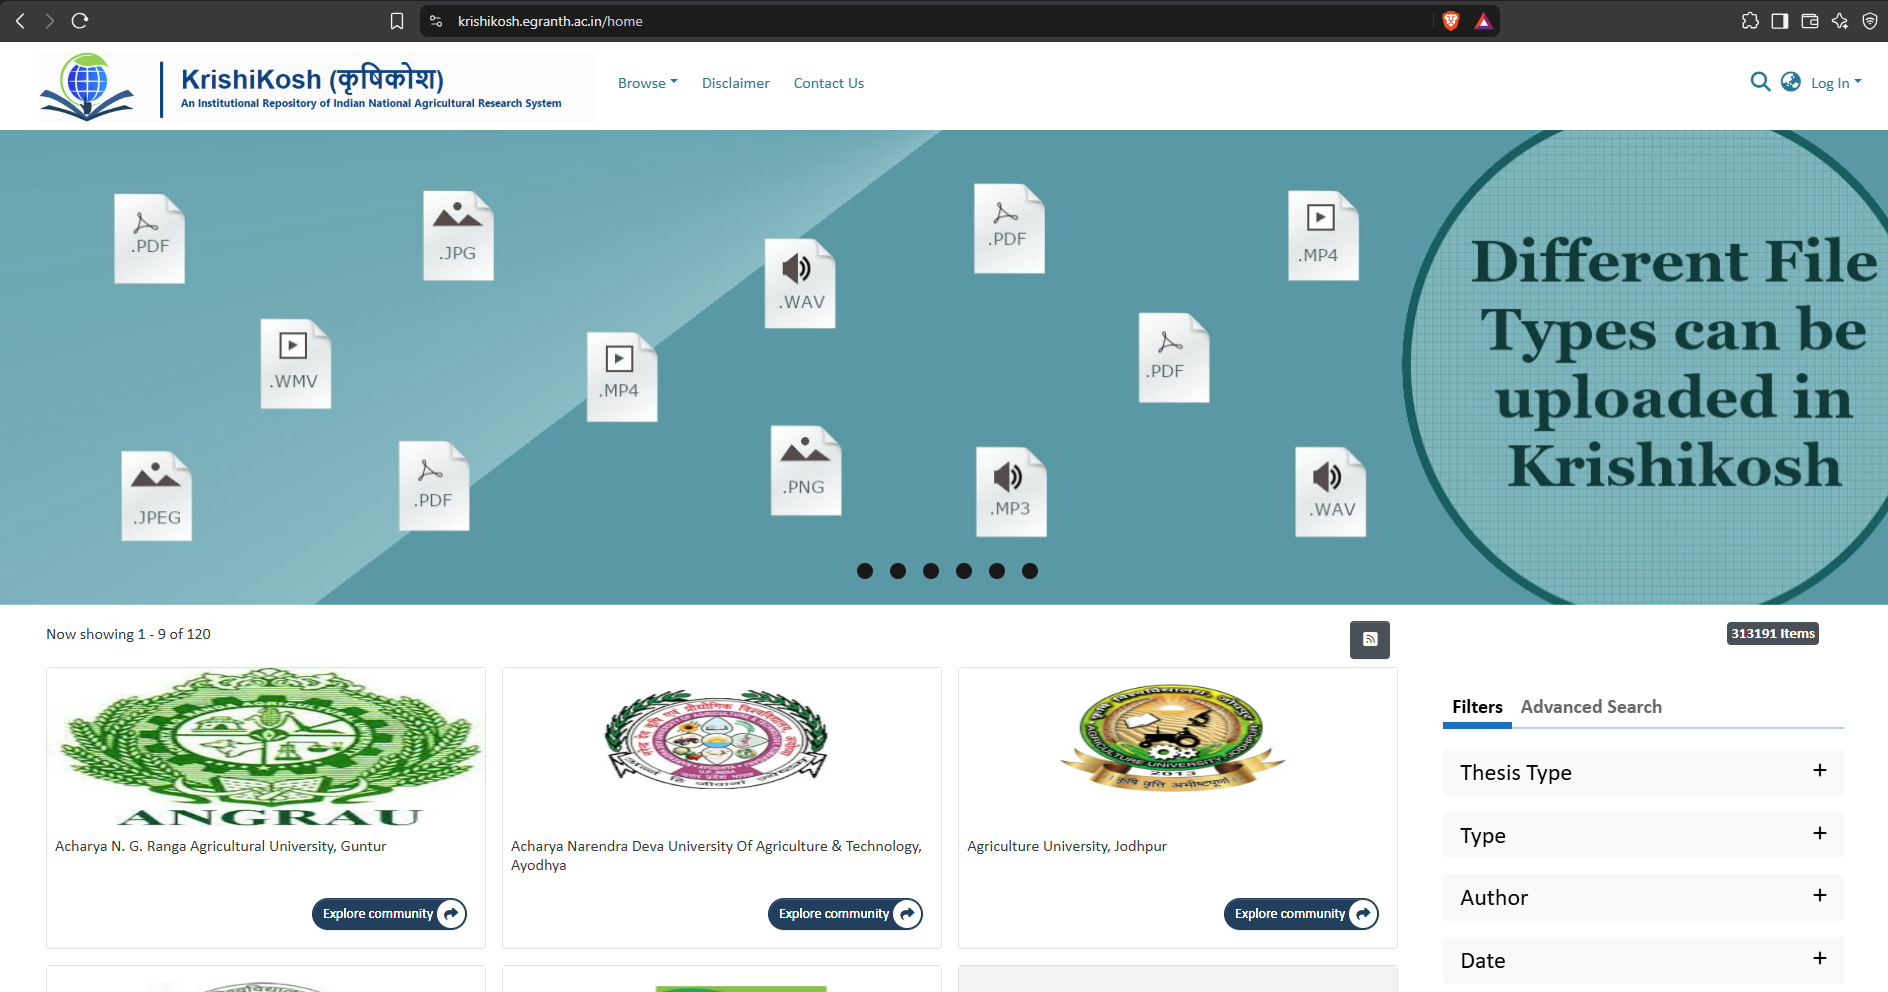 krishikosh.egranth.ac.in/home
KrishiKosh (कृषिकोश)
An Institutional Repository of Indian National Agricultural Research System
Browse
Disclaimer
Contact Us
Log In
.PDF
.JPG
.WAV
.PDF
.MP4
.WMV
.MP4
.PDF
.JPEG
.PDF
.PNG
.MP3
.WAV
Different File
Types can be
uploaded in
Krishikosh
Now showing 1 - 9 of 120
313191 Items
Filters
Advanced Search
Thesis Type
+
Type
+
Author
+
Date
+
ANGRAU
Acharya N. G. Ranga Agricultural University, Guntur
Explore community
Acharya Narendra Deva University Of Agriculture & Technology,
Ayodhya
Explore community
AGRICULTURE UNIVERSITY, JODHPUR
2013
Agriculture University, Jodhpur
Explore community